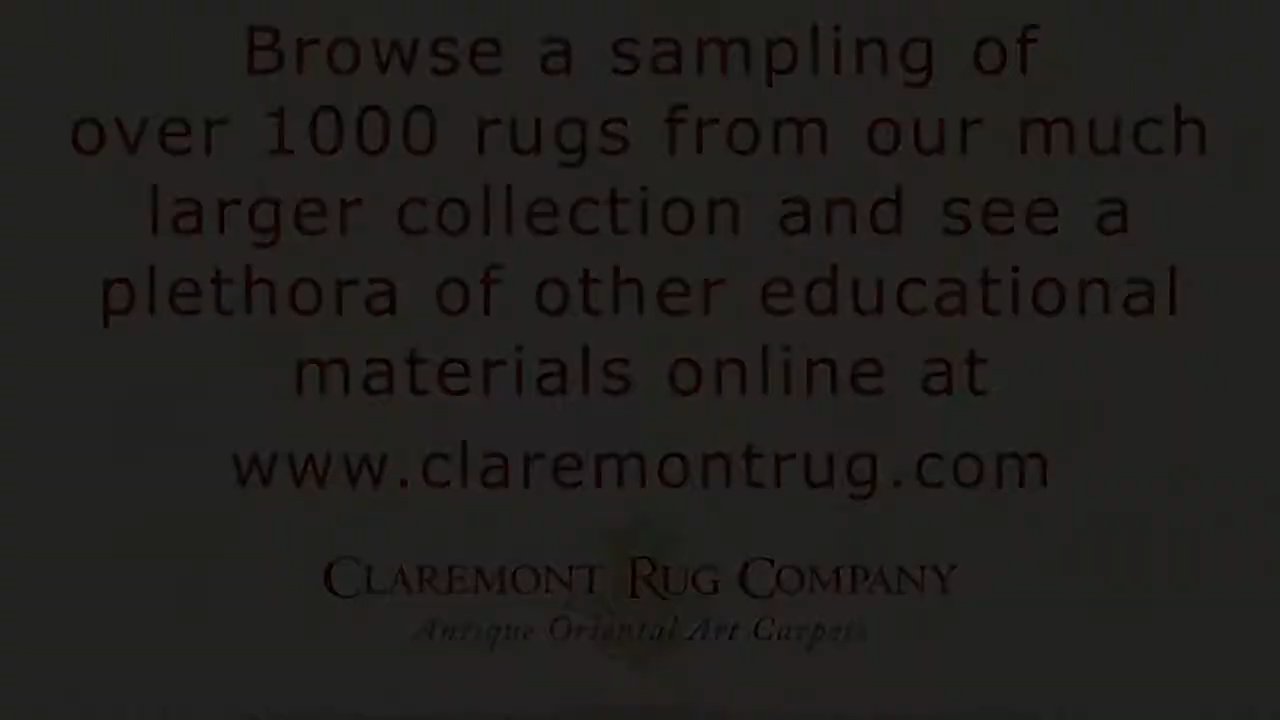 Browse a sampling of
over 1000 rugs from our much
larger collection and see a
plethora of other educational
materials online at
www.claremontrug.com
CLAREMONT RUG COMPANY
Antique Oriental Art Carpets